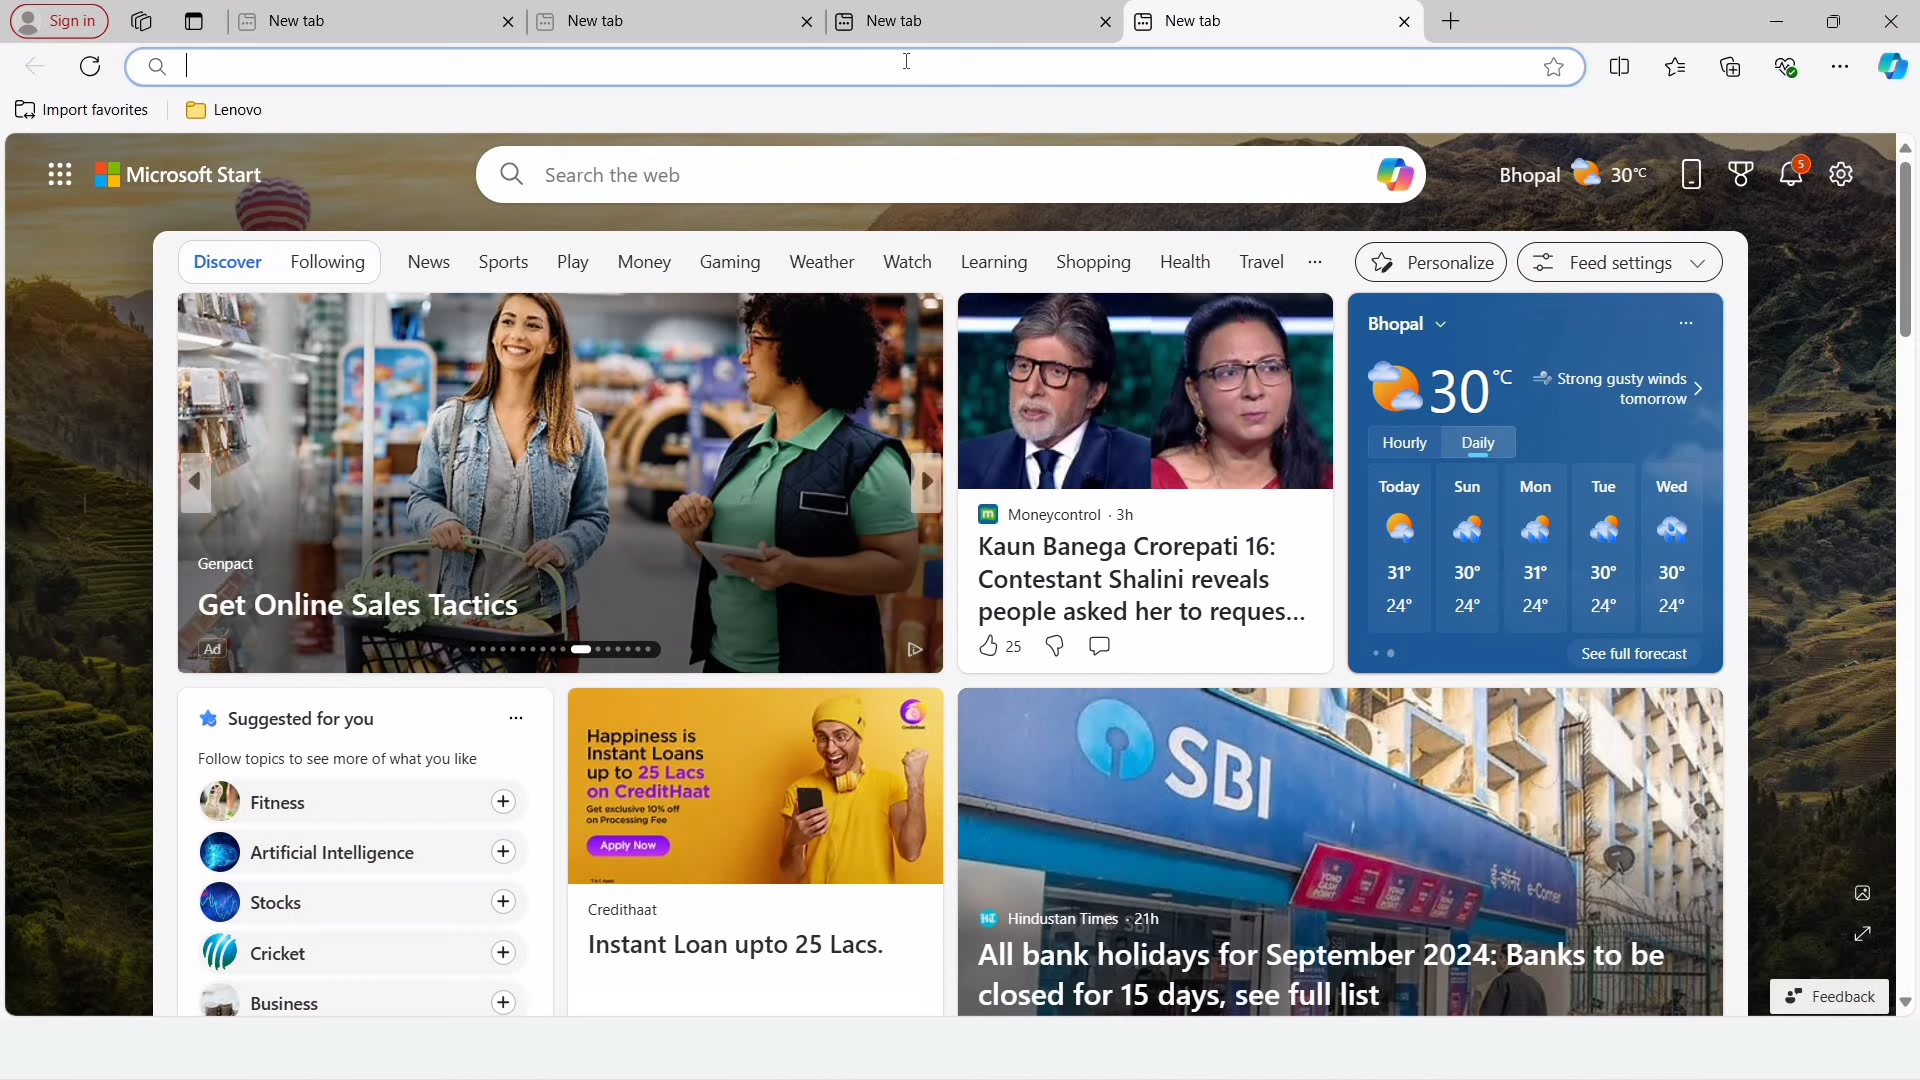 Sign in
New tab
New tab
New tab
New tab
Import favorites
Lenovo
Microsoft Start
Search the web
Bhopal
30°C
5
Discover
Following
News
Sports
Play
Money
Gaming
Weather
Watch
Learning
Shopping
Health
Travel
Personalize
Feed settings
Genpact
Get Online Sales Tactics
Ad
Moneycontrol · 3h
Kaun Banega Crorepati 16:
Contestant Shalini reveals
people asked her to reques...
25
Bhopal
30°C
Strong gusty winds
tomorrow
Hourly
Daily
Today
Sun
Mon
Tue
Wed
31°
30°
31°
30°
30°
24°
24°
24°
24°
24°
See full forecast
Suggested for you
Follow topics to see more of what you like
Fitness
Artificial Intelligence
Stocks
Cricket
Business
Happiness is
Instant Loans
up to 25 Lacs
on CreditHaat
Get exclusive 10% off
on Processing Fee
Apply Now
Credithaat
Instant Loan upto 25 Lacs.
SBI
YONO
ई-कॉर्नर e-Corner
Hindustan Times · 21h
All bank holidays for September 2024: Banks to be
closed for 15 days, see full list
Feedback